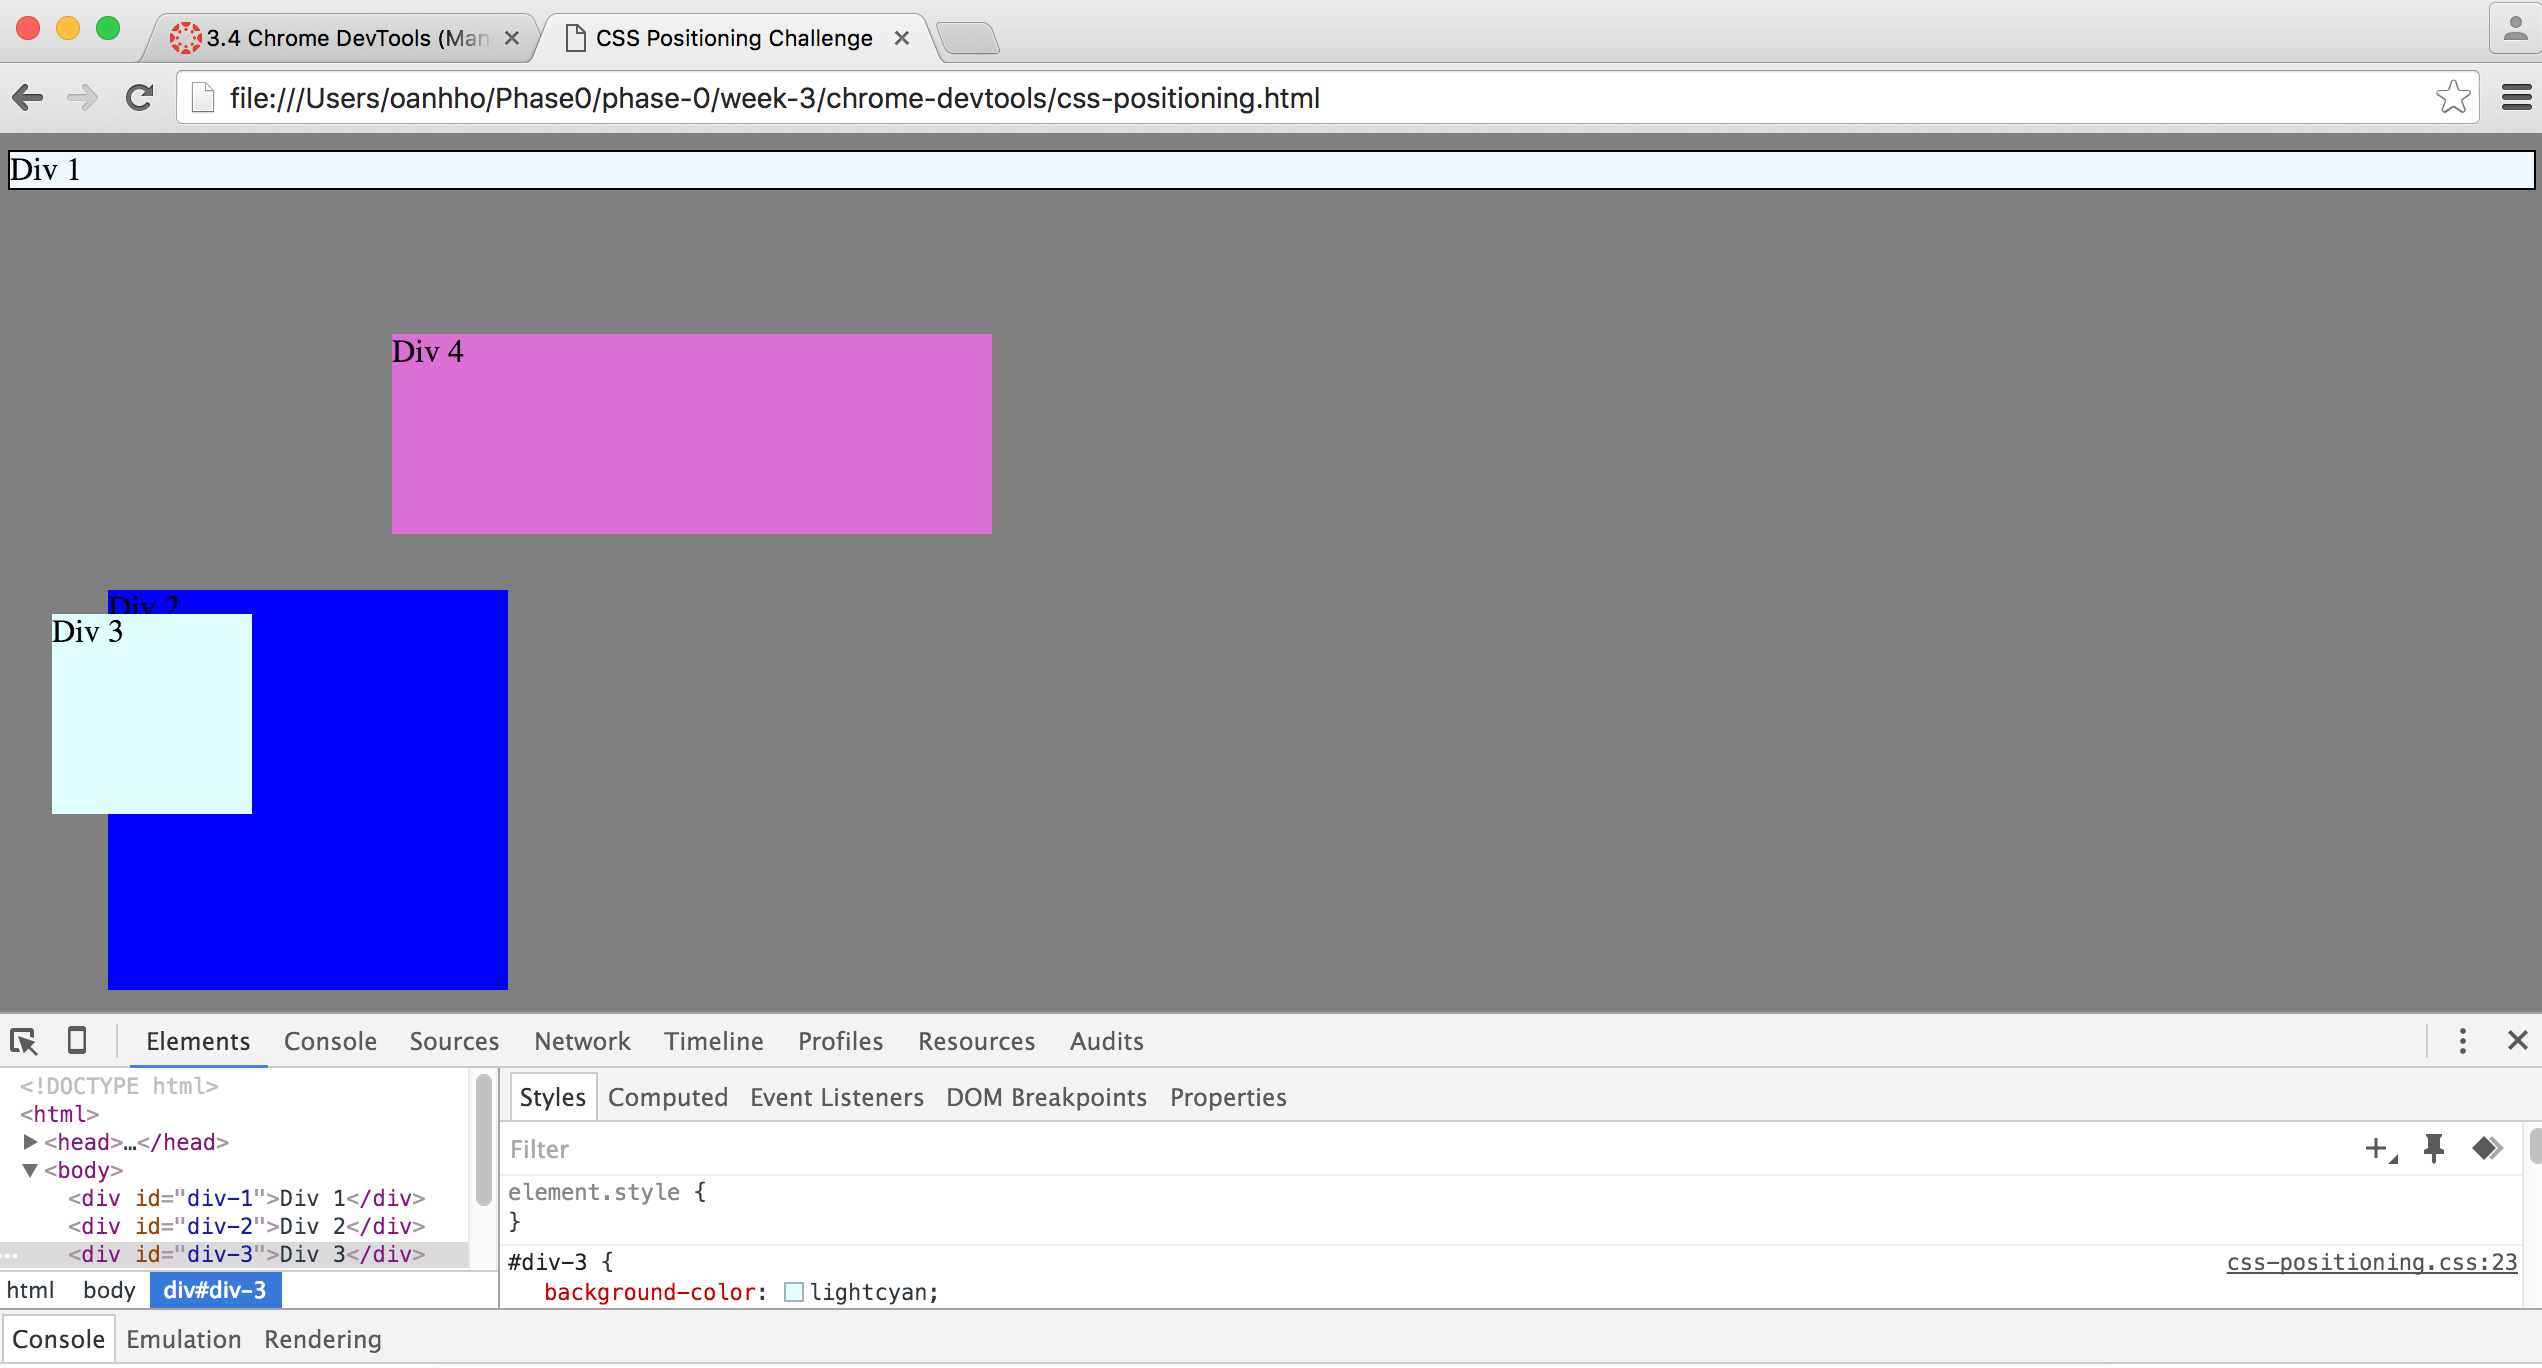 3.4 Chrome DevTools (Man
CSS Positioning Challenge
file:///Users/oanhho/Phase0/phase-0/week-3/chrome-devtools/css-positioning.html
Div 1
Div 4
Div 2
Div 3
Elements Console Sources Network Timeline Profiles Resources Audits
<!DOCTYPE html>
<html>
<head>…</head>
<body>
<div id="div-1">Div 1</div>
<div id="div-2">Div 2</div>
<div id="div-3">Div 3</div>
html body div#div-3
Styles Computed Event Listeners DOM Breakpoints Properties
Filter
element.style {
}
#div-3 { css-positioning.css:23
background-color: lightcyan;
Console Emulation Rendering